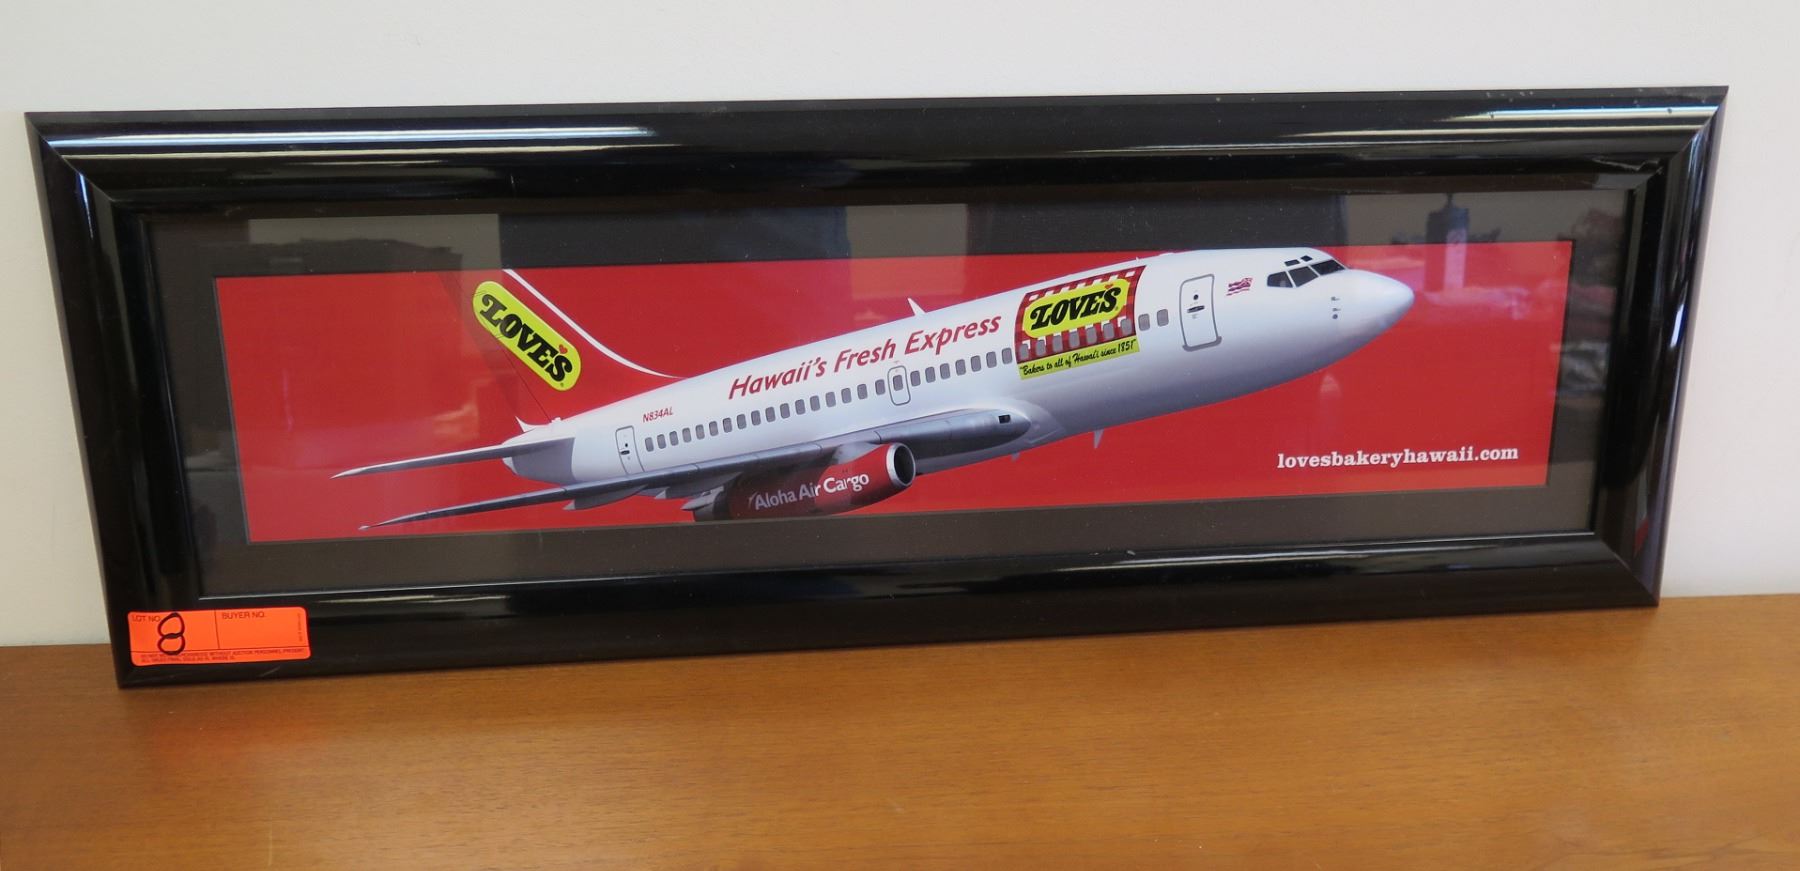 LOVE'S
Hawaii's Fresh Express
LOVE'S
"Bakers to all of Hawaii since 1851"
N834AL
Aloha Air Cargo
lovesbakeryhawaii.com
LOT NO. 8
BUYER NO.